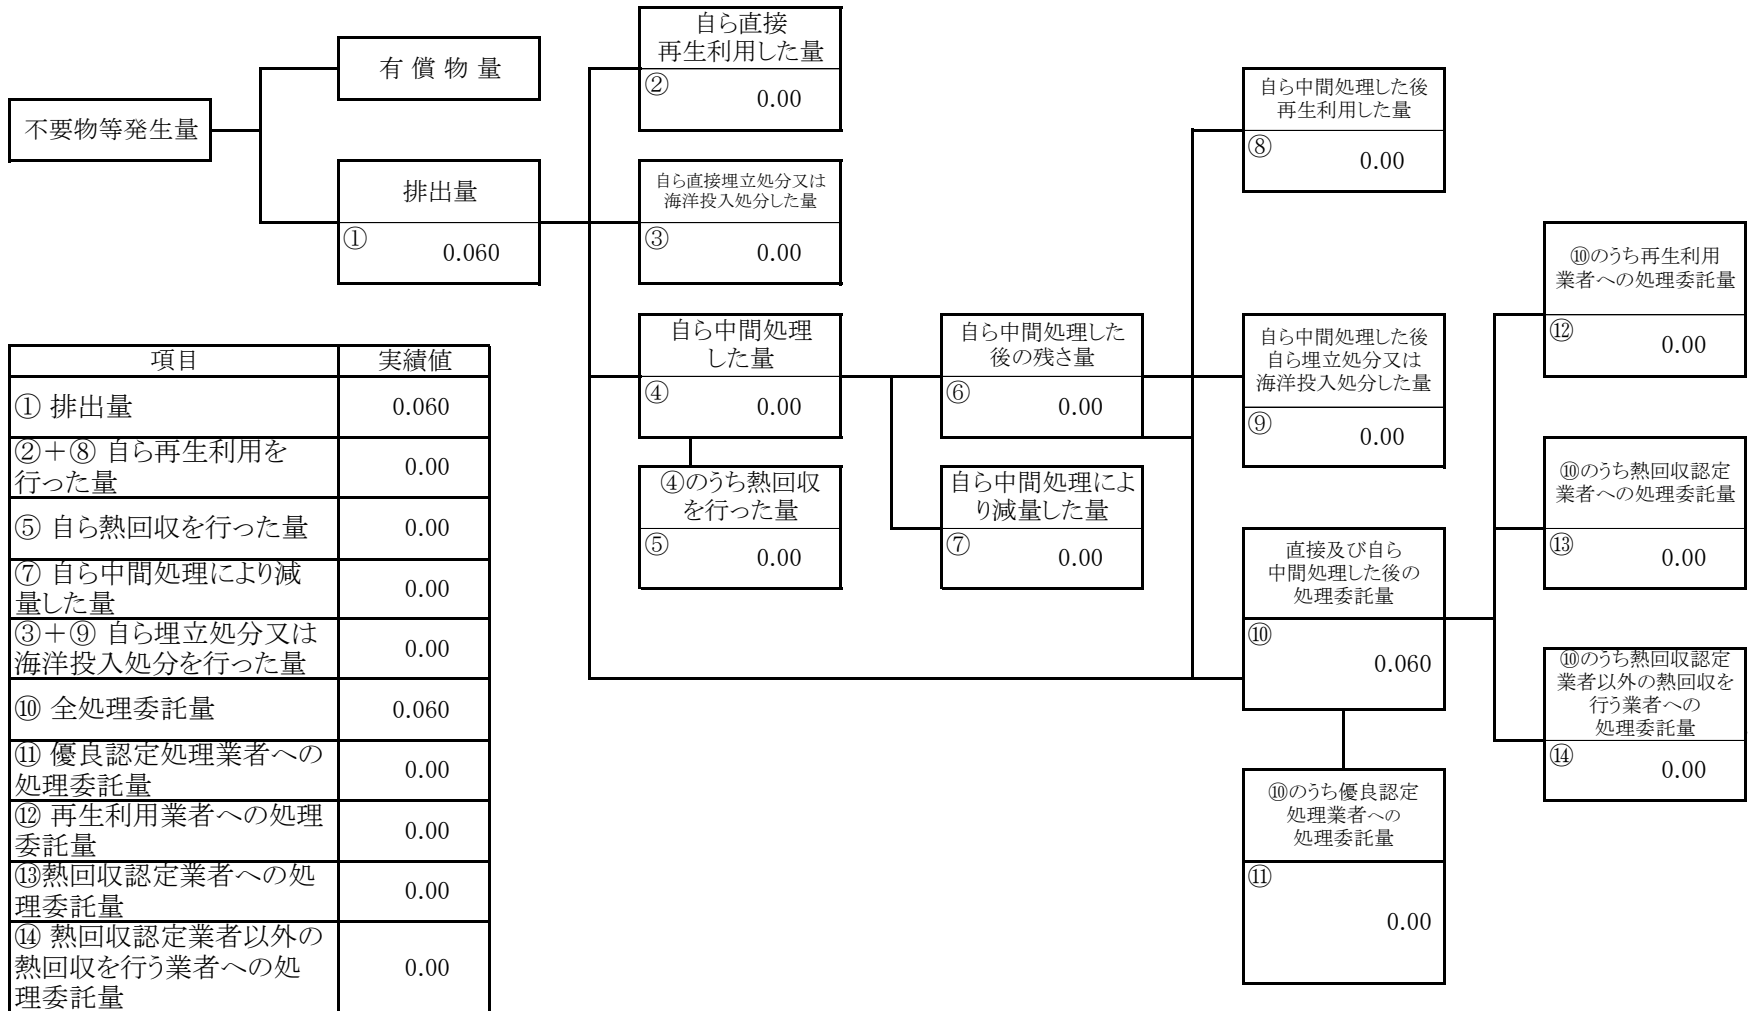 不要物等発生量
有 償 物 量
排出量
①
0.060
自ら直接
再生利用した量
②
0.00
自ら直接埋立処分又は
海洋投入処分した量
③
0.00
自ら中間処理
した量
④
0.00
④のうち熱回収
を行った量
⑤
0.00
自ら中間処理した
後の残さ量
⑥
0.00
自ら中間処理によ
り減量した量
⑦
0.00
自ら中間処理した後
再生利用した量
⑧
0.00
自ら中間処理した後
自ら埋立処分又は
海洋投入処分した量
⑨
0.00
直接及び自ら
中間処理した後の
処理委託量
⑩
0.060
⑩のうち優良認定
処理業者への
処理委託量
⑪
0.00
⑩のうち再生利用
業者への処理委託量
⑫
0.00
⑩のうち熱回収認定
業者への処理委託量
⑬
0.00
⑩のうち熱回収認定
業者以外の熱回収を
行う業者への
処理委託量
⑭
0.00
項目 実績値
① 排出量 0.060
②＋⑧ 自ら再生利用を
行った量 0.00
⑤ 自ら熱回収を行った量 0.00
⑦ 自ら中間処理により減
量した量 0.00
③＋⑨ 自ら埋立処分又は
海洋投入処分を行った量 0.00
⑩ 全処理委託量 0.060
⑪ 優良認定処理業者への
処理委託量 0.00
⑫ 再生利用業者への処理
委託量 0.00
⑬熱回収認定業者への処
理委託量 0.00
⑭ 熱回収認定業者以外の
熱回収を行う業者への処 0.00
理委託量